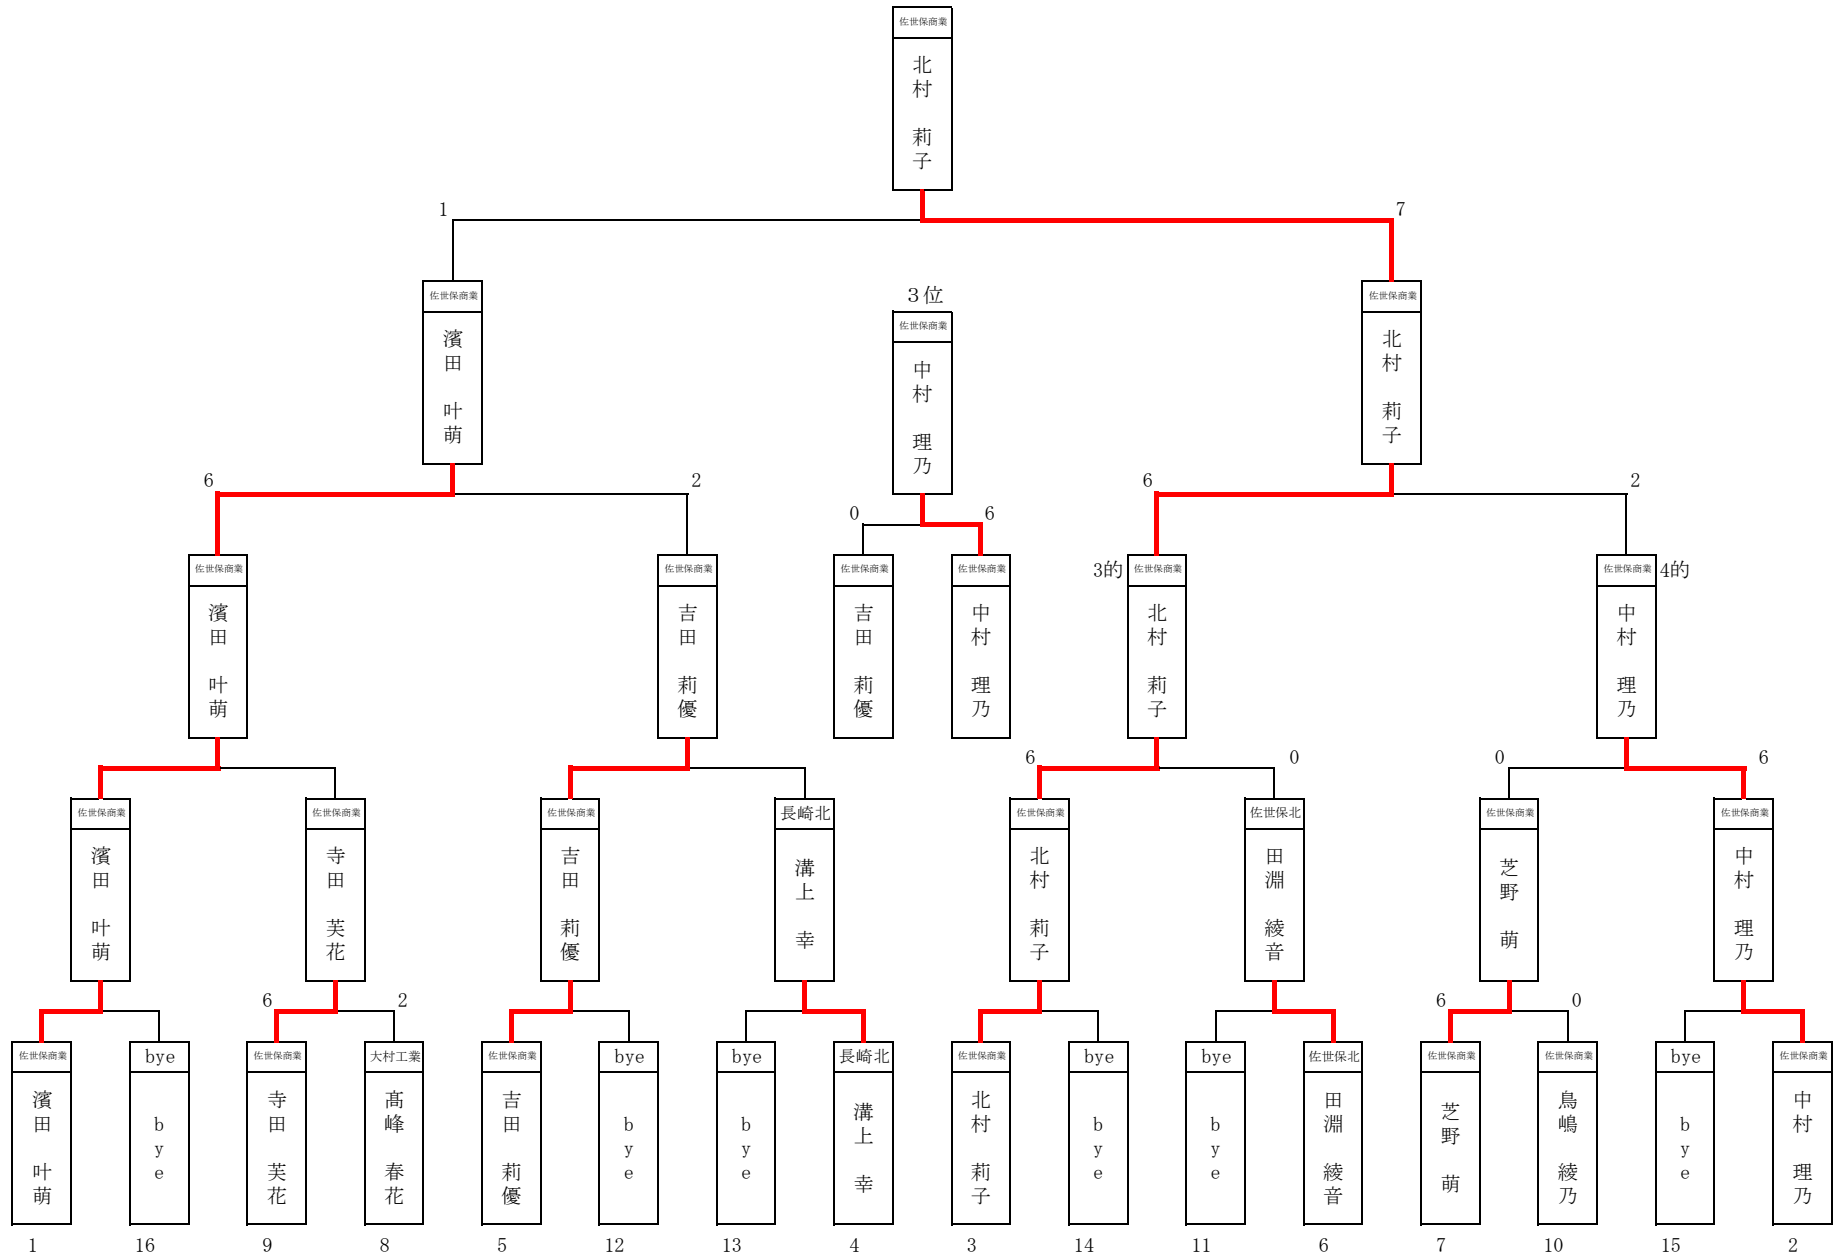 佐世保商業
北村 莉子
1
7
佐世保商業
濱田 叶萌
3位
佐世保商業
中村 理乃
佐世保商業
北村 莉子
6
2
0
6
6
2
佐世保商業
濱田 叶萌
佐世保商業
吉田 莉優
佐世保商業
吉田 莉優
佐世保商業
中村 理乃
3的
佐世保商業
北村 莉子
佐世保商業
中村 理乃
4的
6
0
0
6
佐世保商業
濱田 叶萌
佐世保商業
寺田 芙花
佐世保商業
吉田 莉優
長崎北
溝上 幸
佐世保商業
北村 莉子
佐世保北
田淵 綾音
佐世保商業
芝野 萌
佐世保商業
中村 理乃
6
2
6
0
佐世保商業
濱田 叶萌
bye
bye
佐世保商業
寺田 芙花
大村工業
髙峰 春花
佐世保商業
吉田 莉優
bye
bye
bye
bye
長崎北
溝上 幸
佐世保商業
北村 莉子
bye
bye
bye
bye
佐世保北
田淵 綾音
佐世保商業
芝野 萌
佐世保商業
鳥嶋 綾乃
bye
bye
佐世保商業
中村 理乃
1
16
9
8
5
12
13
4
3
14
11
6
7
10
15
2